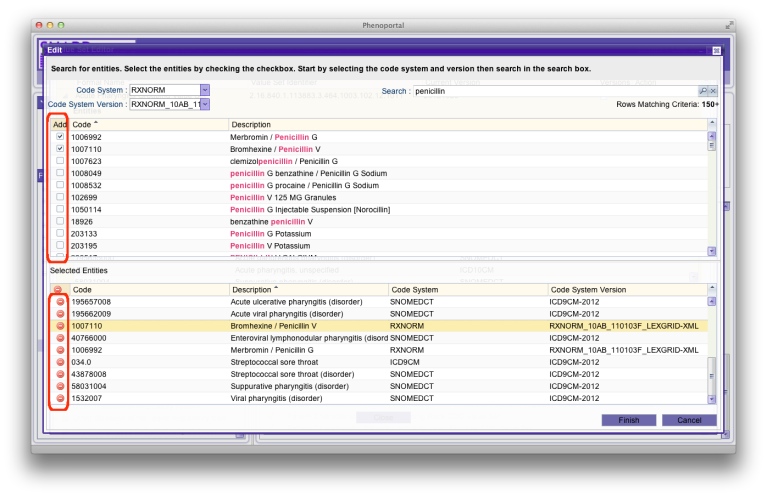 Phenoportal
Edit
Search for entities. Select the entities by checking the checkbox. Start by selecting the code system and version then search in the search box.
Code System : RXNORM Search : penicillin
Code System Version : RXNORM_10AB_11 Rows Matching Criteria: 150+
Add Code Description
1006992 Merbromin / Penicillin G
1007110 Bromhexine / Penicillin V
1007623 clemizolpenicillin / Penicillin G
1008049 penicillin G benzathine / Penicillin G Sodium
1008532 penicillin G procaine / Penicillin G Sodium
102699 Penicillin V 125 MG Granules
1050114 Penicillin G Injectable Suspension [Norocillin]
18926 benzathine penicillin V
203133 Penicillin G Potassium
203195 Penicillin V Potassium
Acute pharyngitis, unspecified ICD10CM
Selected Entities
Code Description Code System Code System Version
195657008 Acute ulcerative pharyngitis (disorder) SNOMEDCT ICD9CM-2012
195662009 Acute viral pharyngitis (disorder) SNOMEDCT ICD9CM-2012
1007110 Bromhexine / Penicillin V RXNORM RXNORM_10AB_110103F_LEXGRID-XML
40766000 Enteroviral lymphonodular pharyngitis (disord SNOMEDCT ICD9CM-2012
1006992 Merbromin / Penicillin G RXNORM RXNORM_10AB_110103F_LEXGRID-XML
034.0 Streptococcal sore throat ICD9CM ICD9CM-2012
43878008 Streptococcal sore throat (disorder) SNOMEDCT ICD9CM-2012
58031004 Suppurative pharyngitis (disorder) SNOMEDCT ICD9CM-2012
1532007 Viral pharyngitis (disorder) SNOMEDCT ICD9CM-2012
Close
Finish Cancel